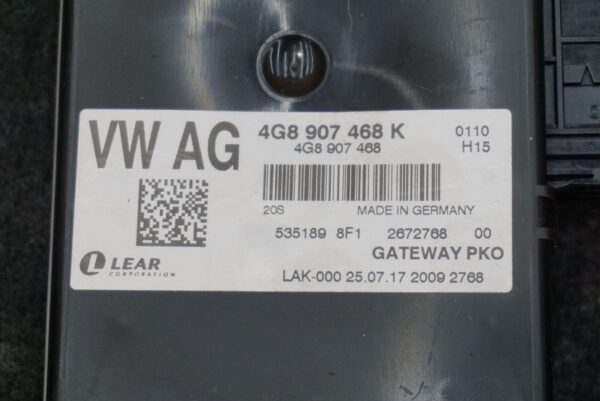 VW AG
4G8 907 468 K 0110
4G8 907 468 H15
20S MADE IN GERMANY
535189 8F1 2672768 00
GATEWAY PKO
LEAR
CORPORATION
LAK-000 25.07.17 2009 2768